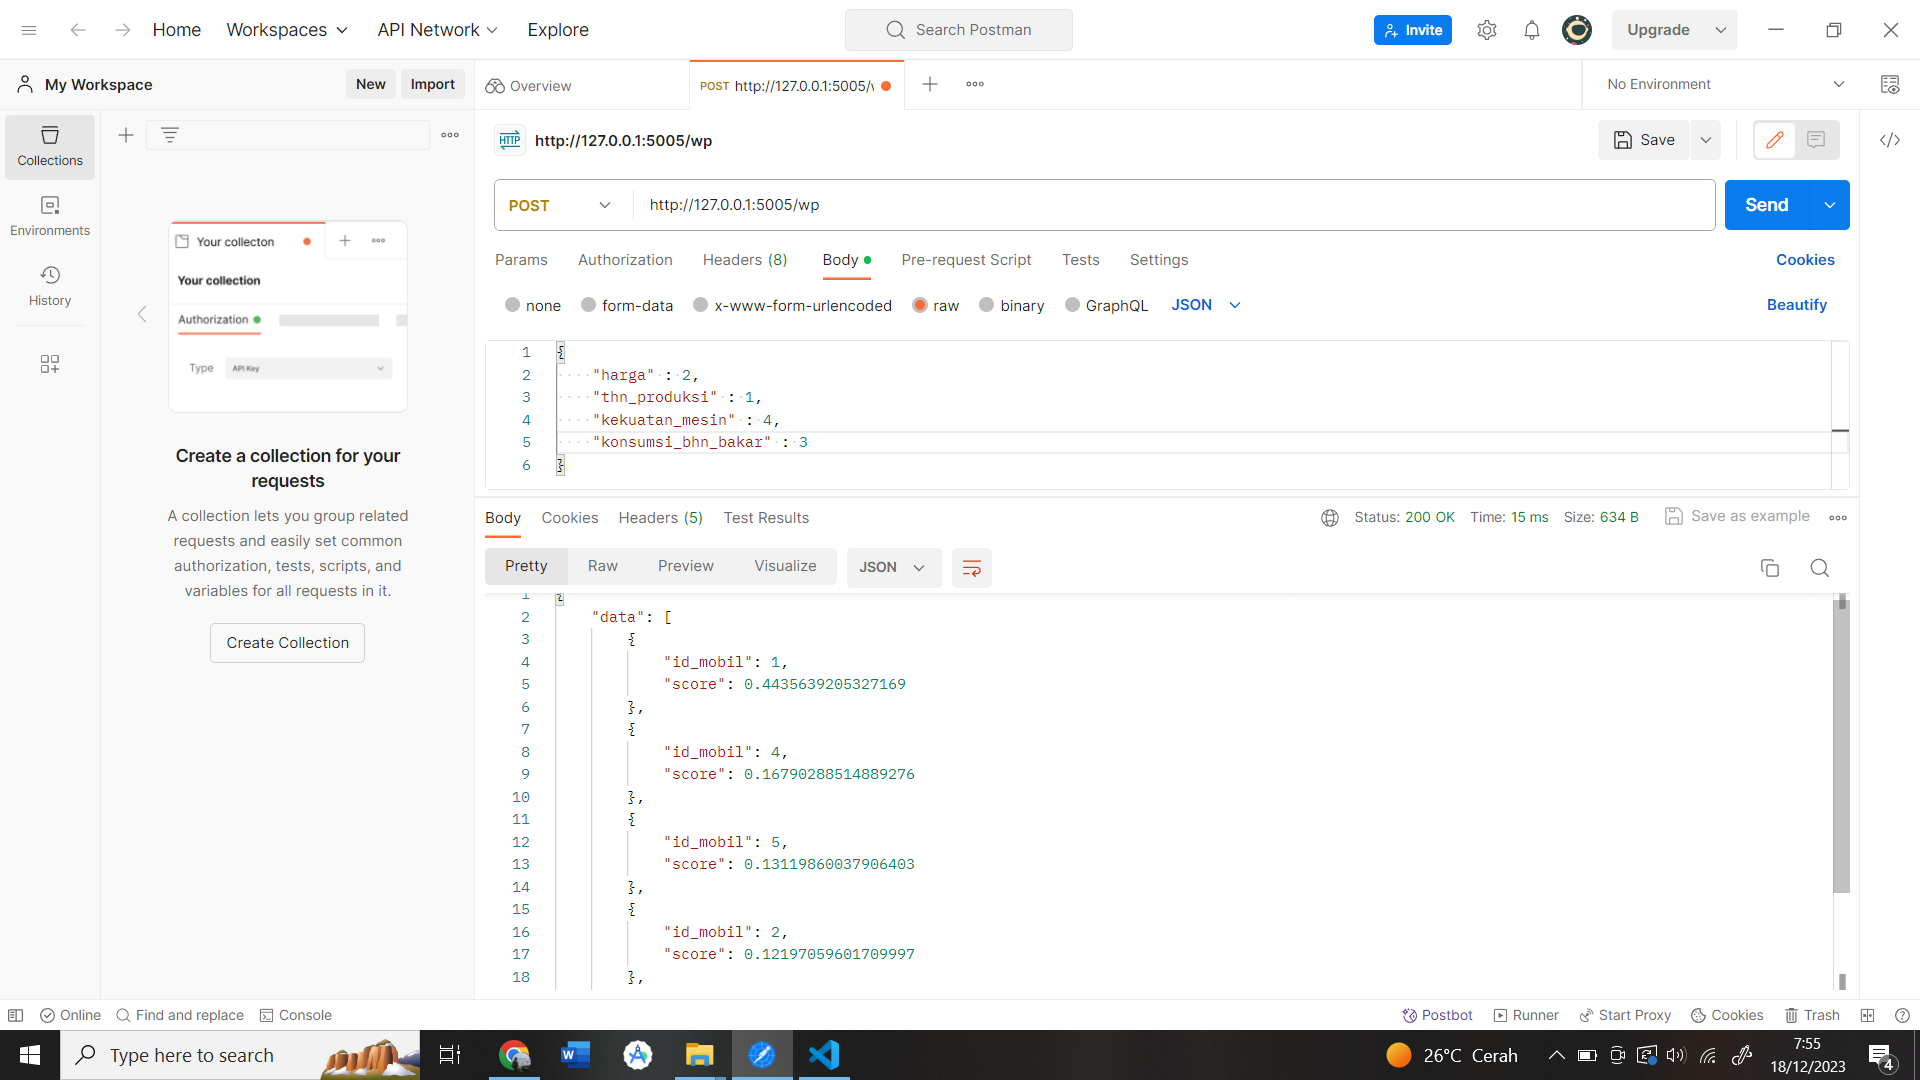 Home Workspaces API Network Explore Search Postman Invite Upgrade
My Workspace New Import Overview POST http://127.0.0.1:5005/ No Environment
Collections
Environments
History
Your collecton
Your collection
Authorization
Type API Key
Create a collection for your
requests
A collection lets you group related
requests and easily set common
authorization, tests, scripts, and
variables for all requests in it.
Create Collection
HTTP http://127.0.0.1:5005/wp Save
POST http://127.0.0.1:5005/wp Send
Params Authorization Headers (8) Body Pre-request Script Tests Settings Cookies
none form-data x-www-form-urlencoded raw binary GraphQL JSON Beautify
1 {
2 "harga" : 2,
3 "thn_produksi" : 1,
4 "kekuatan_mesin" : 4,
5 "konsumsi_bhn_bakar" : 3
6 }
Body Cookies Headers (5) Test Results Status: 200 OK Time: 15 ms Size: 634 B Save as example
Pretty Raw Preview Visualize JSON
1 {
2 "data": [
3 {
4 "id_mobil": 1,
5 "score": 0.4435639205327169
6 },
7 {
8 "id_mobil": 4,
9 "score": 0.16790288514889276
10 },
11 {
12 "id_mobil": 5,
13 "score": 0.13119860037906403
14 },
15 {
16 "id_mobil": 2,
17 "score": 0.12197059601709997
18 },
Online Find and replace Console Postbot Runner Start Proxy Cookies Trash
Type here to search 26°C Cerah 7:55
18/12/2023
4